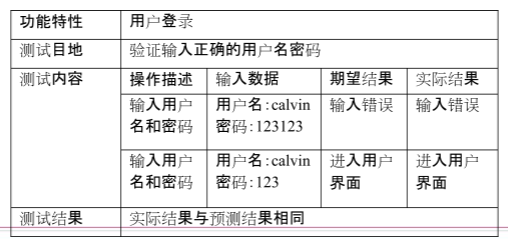 功能特性 用户登录
测试目地 验证输入正确的用户名密码
测试内容 操作描述 输入数据 期望结果 实际结果
输入用户 用户名:calvin 输入错误 输入错误
名和密码 密码:123123
输入用户 用户名:calvin 进入用户 进入用户
名和密码 密码:123 界面 界面
测试结果 实际结果与预测结果相同